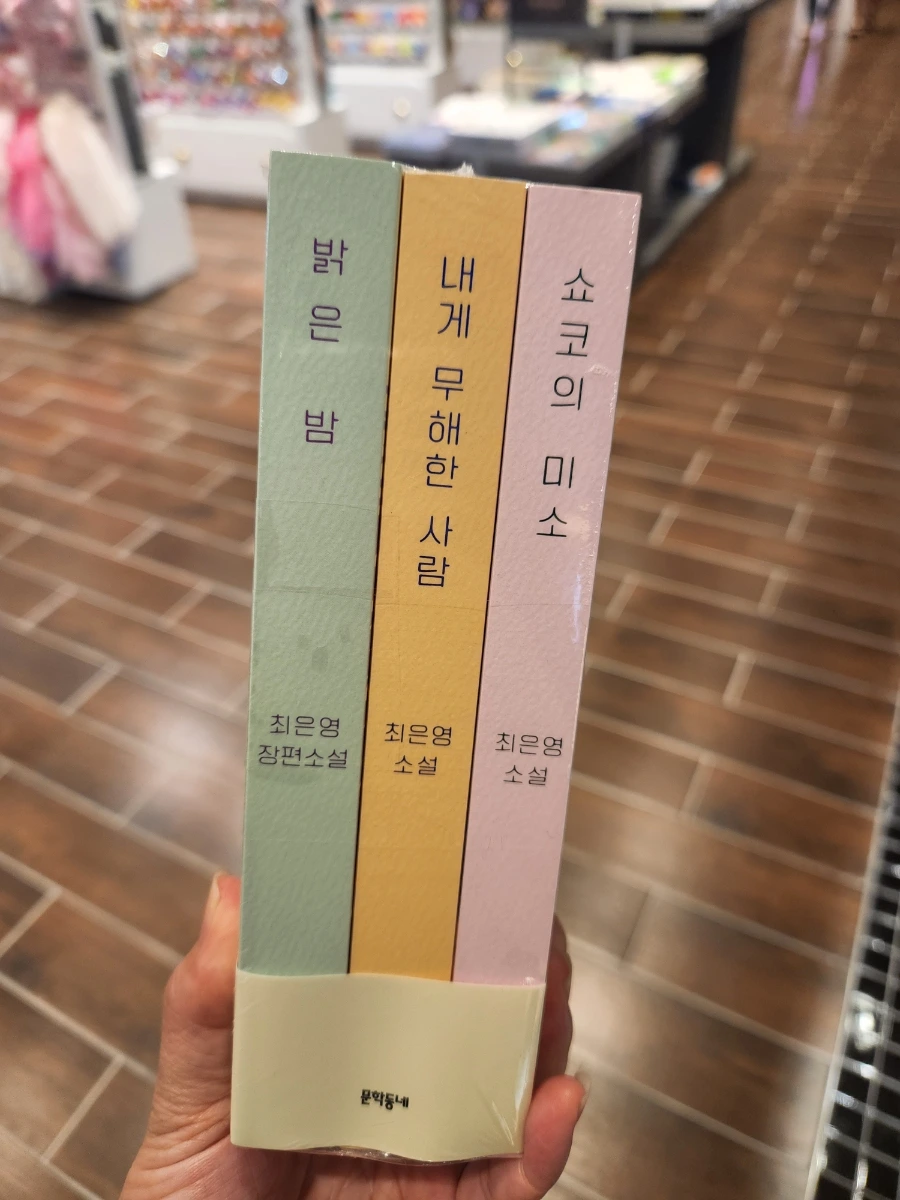 밝은 밤
최은영
장편소설
내게 무해한 사람
최은영
소설
쇼코의 미소
최은영
소설
문학동네